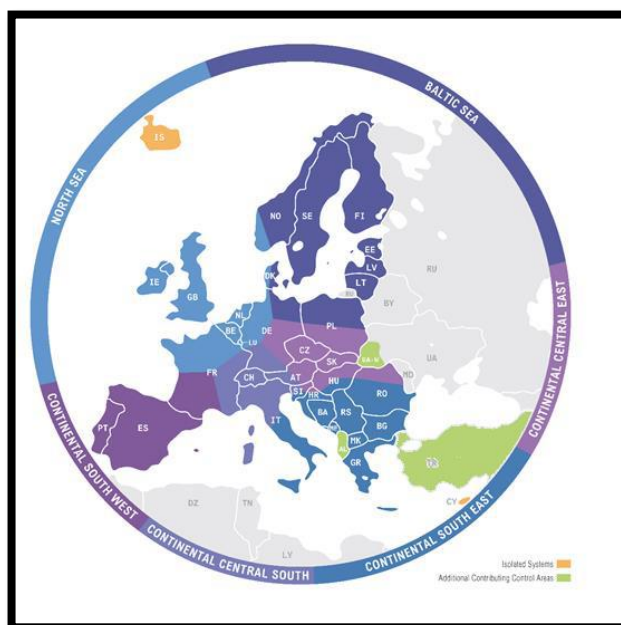 BALTIC SEA
NORTH SEA
IS
NO
SE
FI
EE
LV
LT
RU
RU
DK
IE
GB
NL
BE
LU
DE
PL
BY
UA
CZ
SK
UA-W
MD
FR
CH
AT
HU
SI
HR
RO
IT
BA
RS
BG
MK
AL
GR
TR
PT
ES
DZ
TN
LY
CY
CONTINENTAL CENTRAL EAST
CONTINENTAL SOUTH WEST
CONTINENTAL CENTRAL SOUTH
CONTINENTAL SOUTH EAST
Isolated Systems
Additional Contributing Control Areas